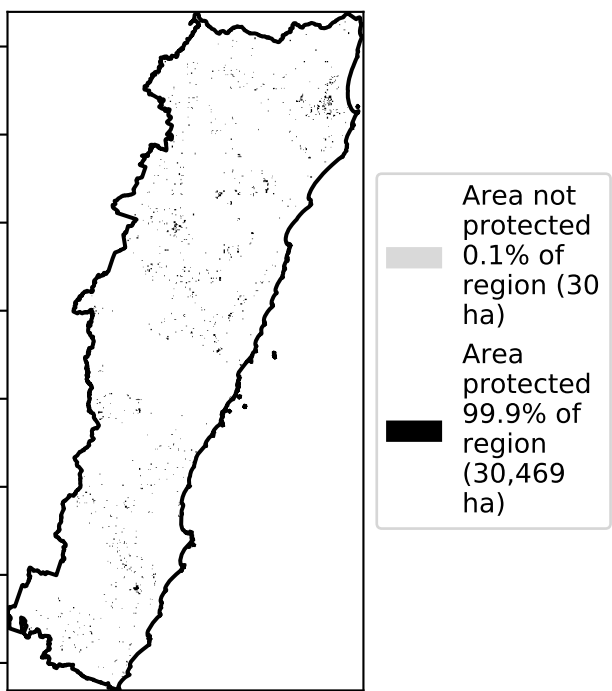 Area not
protected
0.1% of
region (30
ha)
Area
protected
99.9% of
region
(30,469
ha)